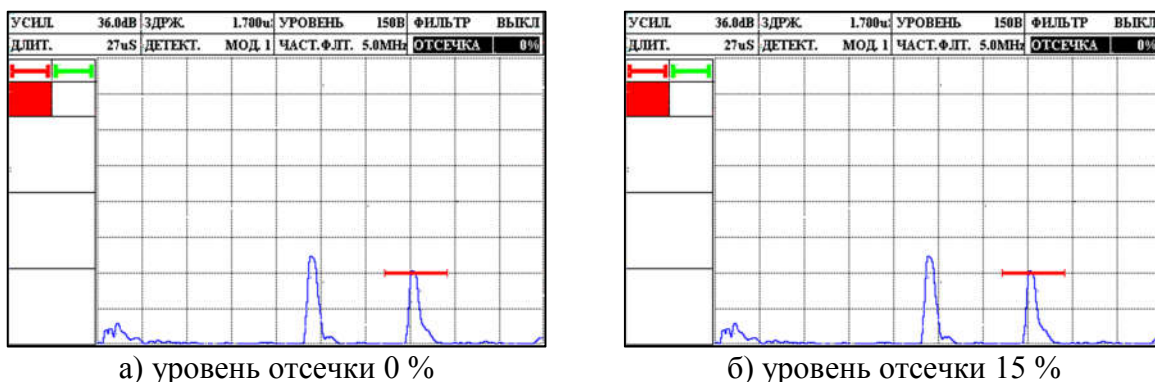 УСИЛ. 36.0dB ЗДРЖ. 1.700u: УРОВЕНЬ 150В ФИЛЬТР ВЫКЛ
ДЛИТ. 27uS ДЕТЕКТ. МОД. 1 ЧАСТ.ФЛТ. 5.0MHz ОТСЕЧКА 0%
а) уровень отсечки 0 %
УСИЛ. 36.0dB ЗДРЖ. 1.700u: УРОВЕНЬ 150В ФИЛЬТР ВЫКЛ
ДЛИТ. 27uS ДЕТЕКТ. МОД. 1 ЧАСТ.ФЛТ. 5.0MHz ОТСЕЧКА 0%
б) уровень отсечки 15 %